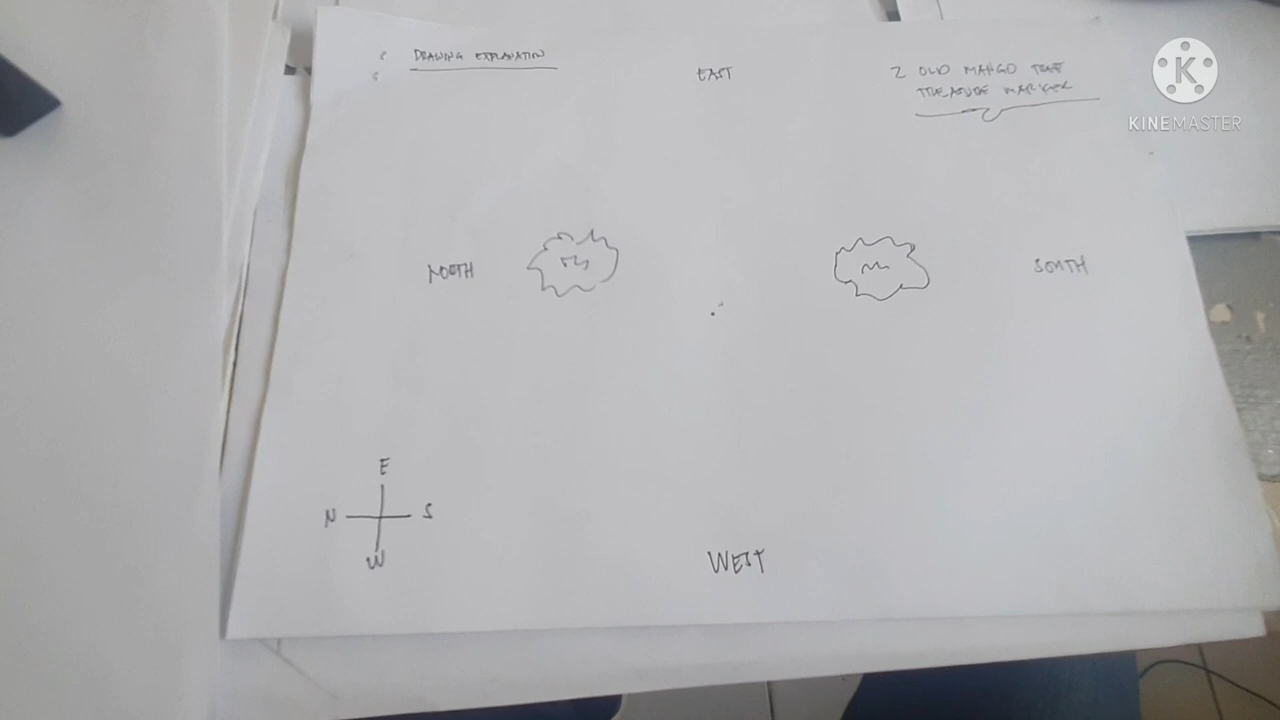 DRAWING EXPLANATION
EAST
2 OLD MANGO TREE
TREASURE MARKER
K
KINEMASTER
NORTH
SOUTH
E
N
S
W
WEST